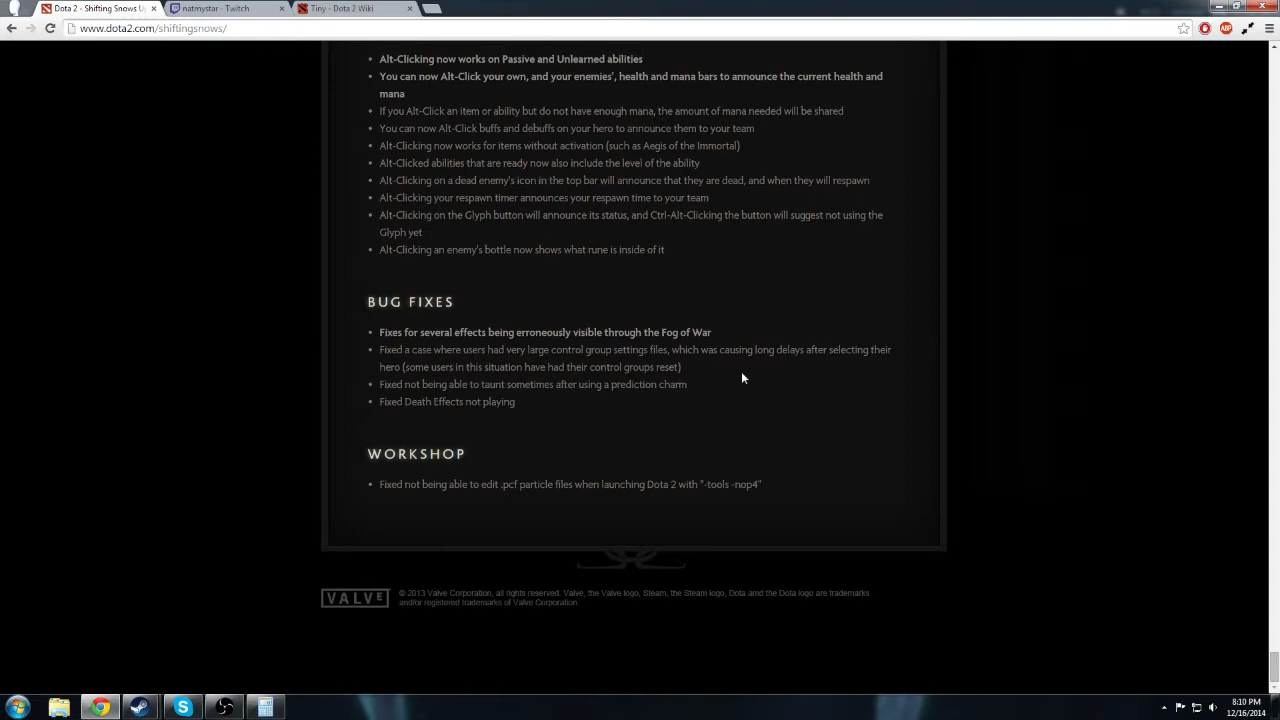 Dota 2 - Shifting Snows U
natmystar - Twitch
Tiny - Dota 2 Wiki
www.dota2.com/shiftingsnows/
ABP
• Alt-Clicking now works on Passive and Unlearned abilities
• You can now Alt-Click your own, and your enemies', health and mana bars to announce the current health and
mana
• If you Alt-Click an item or ability but do not have enough mana, the amount of mana needed will be shared
• You can now Alt-Click buffs and debuffs on your hero to announce them to your team
• Alt-Clicking now works for items without activation (such as Aegis of the Immortal)
• Alt-Clicked abilities that are ready now also include the level of the ability
• Alt-Clicking on a dead enemy's icon in the top bar will announce that they are dead, and when they will respawn
• Alt-Clicking your respawn timer announces your respawn time to your team
• Alt-Clicking on the Glyph button will announce its status, and Ctrl-Alt-Clicking the button will suggest not using the
Glyph yet
• Alt-Clicking an enemy's bottle now shows what rune is inside of it
BUG FIXES
• Fixes for several effects being erroneously visible through the Fog of War
• Fixed a case where users had very large control group settings files, which was causing long delays after selecting their
hero (some users in this situation have had their control groups reset)
• Fixed not being able to taunt sometimes after using a prediction charm
• Fixed Death Effects not playing
WORKSHOP
• Fixed not being able to edit .pcf particle files when launching Dota 2 with "-tools -nop4"
VALVE
© 2013 Valve Corporation, all rights reserved. Valve, the Valve logo, Steam, the Steam logo, Dota amd the Dota logo are trademarks
and/or registered trademarks of Valve Corporation.
8:10 PM
12/16/2014